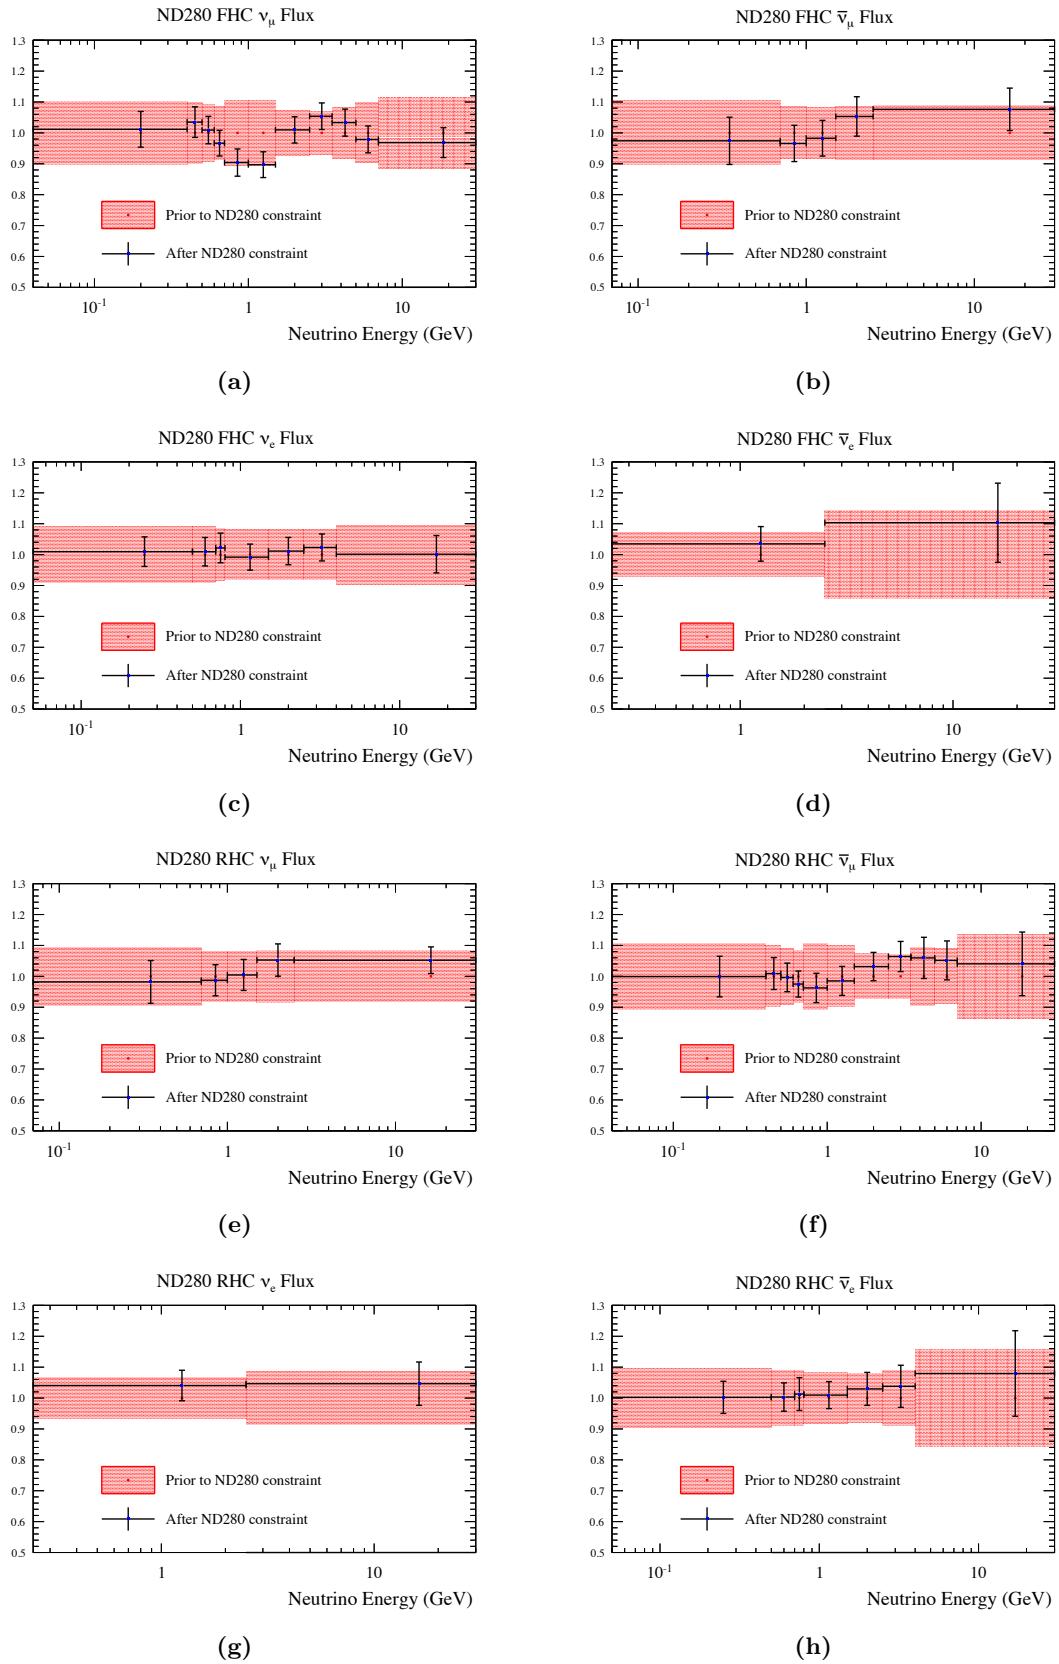 ND280 FHC νμ Flux
1.3
1.2
1.1
1.0
0.9
0.8
0.7
0.6
0.5
Prior to ND280 constraint
After ND280 constraint
10⁻¹ 1 10
Neutrino Energy (GeV)
(a)
ND280 FHC ν̅μ Flux
1.3
1.2
1.1
1.0
0.9
0.8
0.7
0.6
0.5
Prior to ND280 constraint
After ND280 constraint
10⁻¹ 1 10
Neutrino Energy (GeV)
(b)
ND280 FHC νe Flux
1.3
1.2
1.1
1.0
0.9
0.8
0.7
0.6
0.5
Prior to ND280 constraint
After ND280 constraint
10⁻¹ 1 10
Neutrino Energy (GeV)
(c)
ND280 FHC ν̅e Flux
1.3
1.2
1.1
1.0
0.9
0.8
0.7
0.6
0.5
Prior to ND280 constraint
After ND280 constraint
1 10
Neutrino Energy (GeV)
(d)
ND280 RHC νμ Flux
1.3
1.2
1.1
1.0
0.9
0.8
0.7
0.6
0.5
Prior to ND280 constraint
After ND280 constraint
10⁻¹ 1 10
Neutrino Energy (GeV)
(e)
ND280 RHC ν̅μ Flux
1.3
1.2
1.1
1.0
0.9
0.8
0.7
0.6
0.5
Prior to ND280 constraint
After ND280 constraint
10⁻¹ 1 10
Neutrino Energy (GeV)
(f)
ND280 RHC νe Flux
1.3
1.2
1.1
1.0
0.9
0.8
0.7
0.6
0.5
Prior to ND280 constraint
After ND280 constraint
1 10
Neutrino Energy (GeV)
(g)
ND280 RHC ν̅e Flux
1.3
1.2
1.1
1.0
0.9
0.8
0.7
0.6
0.5
Prior to ND280 constraint
After ND280 constraint
10⁻¹ 1 10
Neutrino Energy (GeV)
(h)